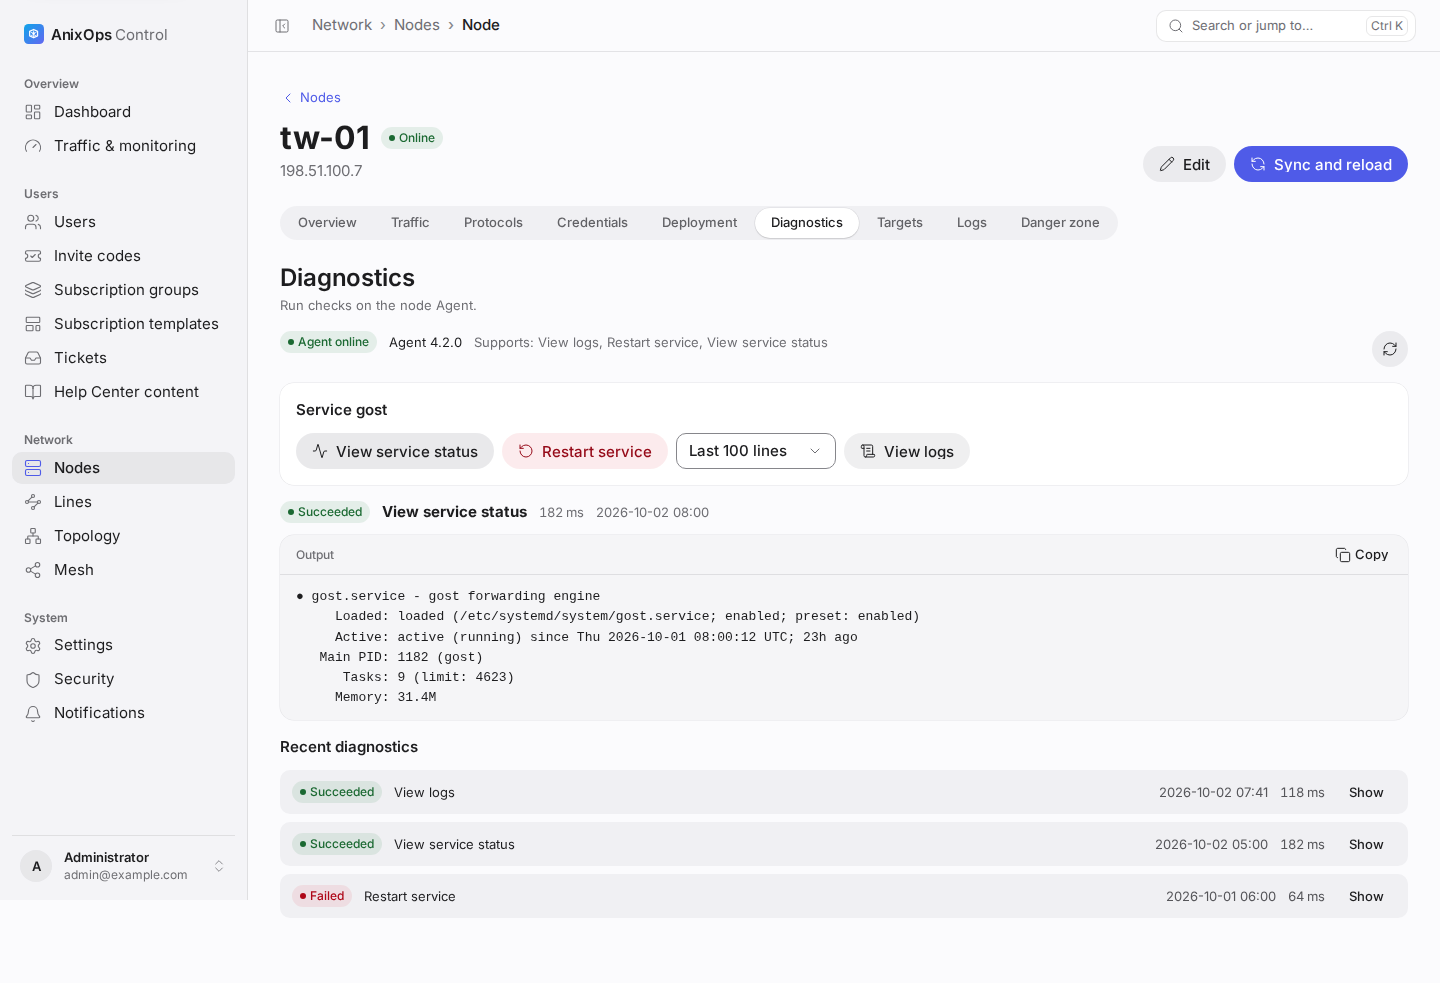 AnixOps Control
Network › Nodes › Node
Search or jump to...
Ctrl K
Overview
Dashboard
Traffic & monitoring
Users
Users
Invite codes
Subscription groups
Subscription templates
Tickets
Help Center content
Network
Nodes
Lines
Topology
Mesh
System
Settings
Security
Notifications
A
Administrator
admin@example.com
Nodes
tw-01
Online
198.51.100.7
Edit
Sync and reload
Overview
Traffic
Protocols
Credentials
Deployment
Diagnostics
Targets
Logs
Danger zone
Diagnostics
Run checks on the node Agent.
Agent online Agent 4.2.0 Supports: View logs, Restart service, View service status
Service gost
View service status
Restart service
Last 100 lines
View logs
Succeeded View service status 182 ms 2026-10-02 08:00
Output
Copy
● gost.service - gost forwarding engine
Loaded: loaded (/etc/systemd/system/gost.service; enabled; preset: enabled)
Active: active (running) since Thu 2026-10-01 08:00:12 UTC; 23h ago
Main PID: 1182 (gost)
Tasks: 9 (limit: 4623)
Memory: 31.4M
Recent diagnostics
Succeeded View logs 2026-10-02 07:41 118 ms Show
Succeeded View service status 2026-10-02 05:00 182 ms Show
Failed Restart service 2026-10-01 06:00 64 ms Show